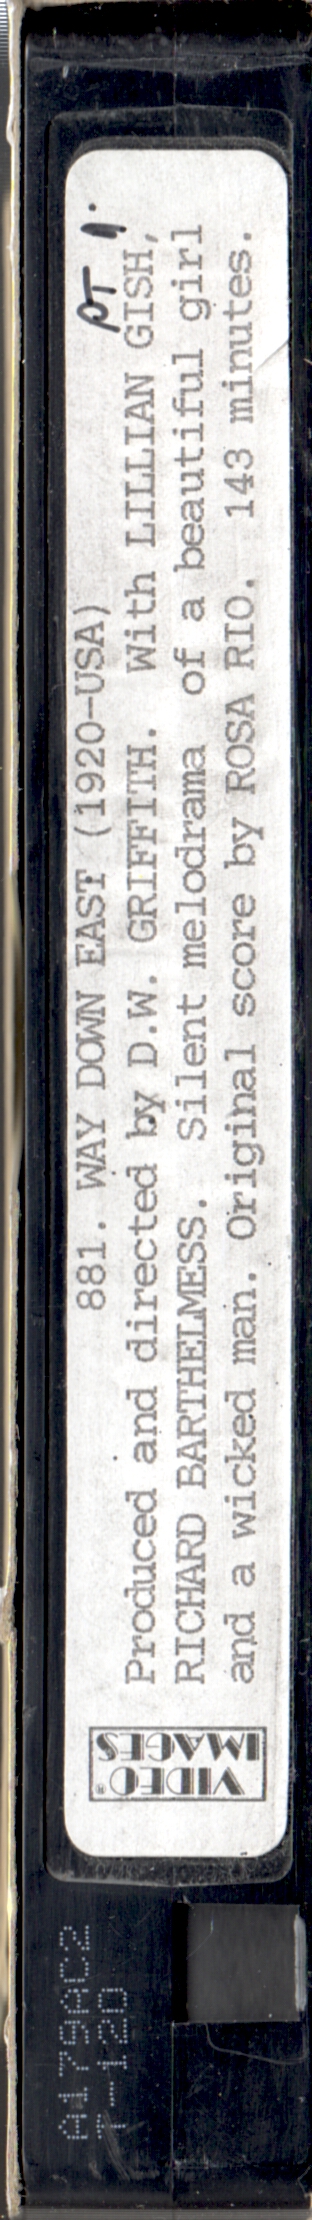 881. WAY DOWN EAST (1920-USA)
PT 1.
Produced and directed by D.W. GRIFFITH. With LILLIAN GISH,
RICHARD BARTHELMESS. Silent melodrama of a beautiful girl
and a wicked man. Original score by ROSA RIO. 143 minutes.
VIDEO®
IMAGES
A179AC2
T-120